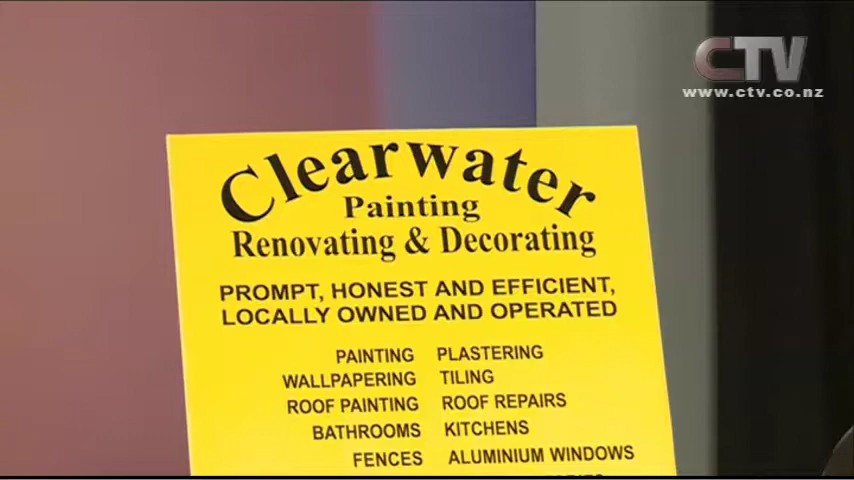 CTV
www.ctv.co.nz
Clearwater
Painting
Renovating & Decorating
PROMPT, HONEST AND EFFICIENT,
LOCALLY OWNED AND OPERATED
PAINTING PLASTERING
WALLPAPERING TILING
ROOF PAINTING ROOF REPAIRS
BATHROOMS KITCHENS
FENCES ALUMINIUM WINDOWS